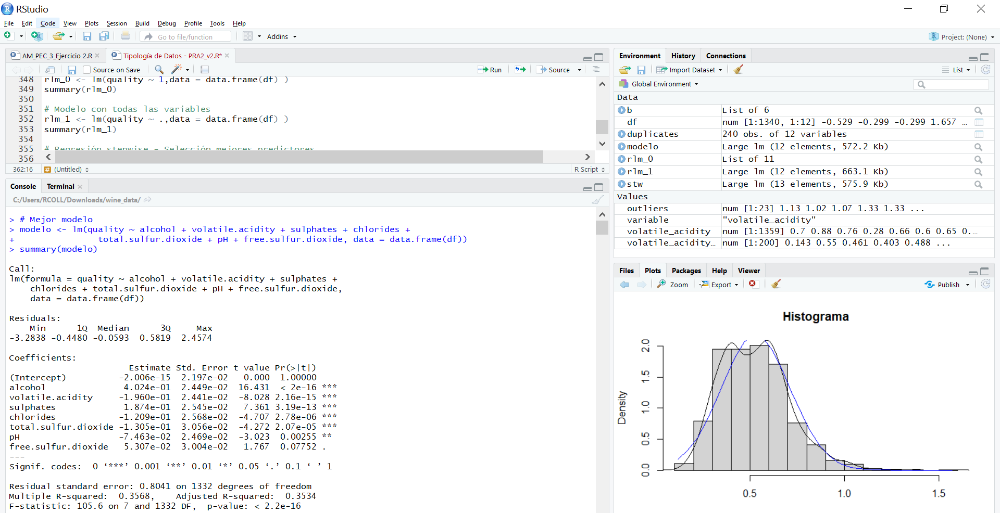 RStudio
File Edit Code View Plots Session Build Debug Profile Tools Help
Go to file/function Addins Project: (None)
AM_PEC_3_Ejercicio 2.R Tipología de Datos - PRA2_v2.R*
Source on Save Run Source
348 rlm_0 <- lm(quality ~ 1,data = data.frame(df) )
349 summary(rlm_0)
350
351 # Modelo con todas las variables
352 rlm_1 <- lm(quality ~ .,data = data.frame(df) )
353 summary(rlm_1)
354
355 # Regresión stepwise - Selección mejores predictores
356
362:16 # (Untitled) R Script
Console Terminal
C:/Users/RCOLL/Downloads/wine_data/
> # Mejor modelo
> modelo <- lm(quality ~ alcohol + volatile.acidity + sulphates + chlorides +
+ total.sulfur.dioxide + pH + free.sulfur.dioxide, data = data.frame(df))
> summary(modelo)
Call:
lm(formula = quality ~ alcohol + volatile.acidity + sulphates +
chlorides + total.sulfur.dioxide + pH + free.sulfur.dioxide,
data = data.frame(df))
Residuals:
Min 1Q Median 3Q Max
-3.2838 -0.4480 -0.0593 0.5819 2.4574
Coefficients:
Estimate Std. Error t value Pr(>|t|)
(Intercept) -2.006e-15 2.197e-02 0.000 1.00000
alcohol 4.024e-01 2.449e-02 16.431 < 2e-16 ***
volatile.acidity -1.960e-01 2.441e-02 -8.028 2.16e-15 ***
sulphates 1.874e-01 2.545e-02 7.361 3.19e-13 ***
chlorides -1.209e-01 2.568e-02 -4.707 2.78e-06 ***
total.sulfur.dioxide -1.305e-01 3.056e-02 -4.272 2.07e-05 ***
pH -7.463e-02 2.469e-02 -3.023 0.00255 **
free.sulfur.dioxide 5.307e-02 3.004e-02 1.767 0.07752 .
---
Signif. codes: 0 ‘***’ 0.001 ‘**’ 0.01 ‘*’ 0.05 ‘.’ 0.1 ‘ ’ 1
Residual standard error: 0.8041 on 1332 degrees of freedom
Multiple R-squared: 0.3568, Adjusted R-squared: 0.3534
F-statistic: 105.6 on 7 and 1332 DF, p-value: < 2.2e-16
Environment History Connections
Import Dataset List
Global Environment
Data
b List of 6
df num [1:1340, 1:12] -0.529 -0.299 -0.299 1.657 …
duplicates 240 obs. of 12 variables
modelo Large lm (12 elements, 572.2 Kb)
rlm_0 List of 11
rlm_1 Large lm (12 elements, 663.1 Kb)
stw Large lm (13 elements, 575.9 Kb)
Values
outliers num [1:23] 1.13 1.02 1.07 1.33 1.33 ...
variable "volatile_acidity"
volatile_acidity num [1:1359] 0.7 0.88 0.76 0.28 0.66 0.6 0.65 0.…
volatile_acidity… num [1:200] 0.143 0.55 0.461 0.403 0.488 ...
Files Plots Packages Help Viewer
Zoom Export Publish
Histograma
Density
2.0
1.5
1.0
0.5
0.0
0.5 1.0 1.5